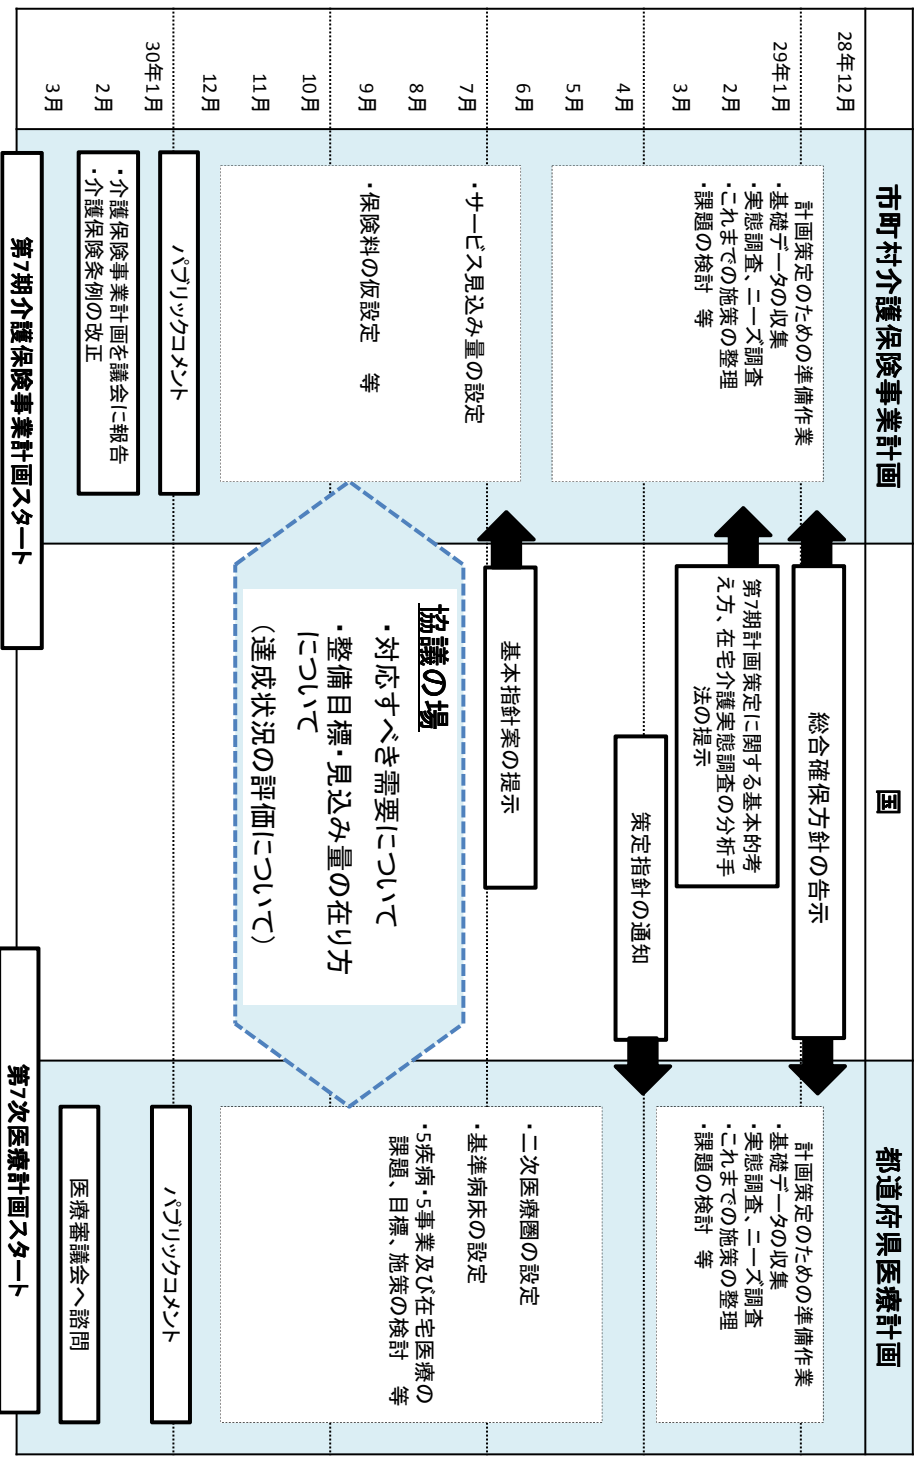 市町村介護保険事業計画
国
都道府県医療計画
28年12月
29年1月
2月
3月
4月
5月
6月
7月
8月
9月
10月
11月
12月
30年1月
2月
3月
計画策定のための準備作業
・基礎データの収集
・実態調査、ニーズ調査
・これまでの施策の整理
・課題の検討　等
・サービス見込み量の設定
・保険料の仮設定　等
パブリックコメント
・介護保険事業計画を議会に報告
・介護保険条例の改正
第7期介護保険事業計画スタート
総合確保方針の告示
第7期計画策定に関する基本的考
え方、在宅介護実態調査の分析手
法の提示
策定指針の通知
基本指針案の提示
協議の場
・対応すべき需要について
・整備目標・見込み量の在り方
について
（達成状況の評価について）
計画策定のための準備作業
・基礎データの収集
・実態調査、ニーズ調査
・これまでの施策の整理
・課題の検討　等
・二次医療圏の設定
・基準病床の設定
・5疾病・5事業及び在宅医療の
課題、目標、施策の検討　等
パブリックコメント
医療審議会へ諮問
第7次医療計画スタート